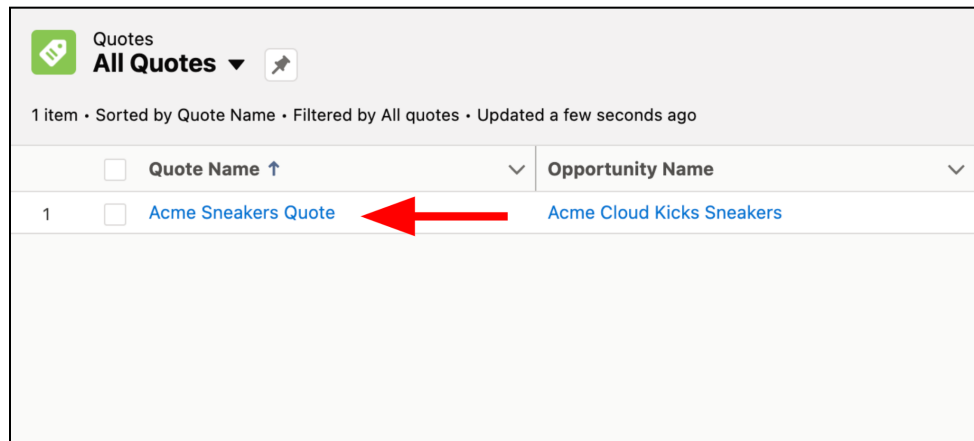 Quotes
All Quotes
1 item • Sorted by Quote Name • Filtered by All quotes • Updated a few seconds ago
Quote Name ↑ Opportunity Name
1 Acme Sneakers Quote Acme Cloud Kicks Sneakers